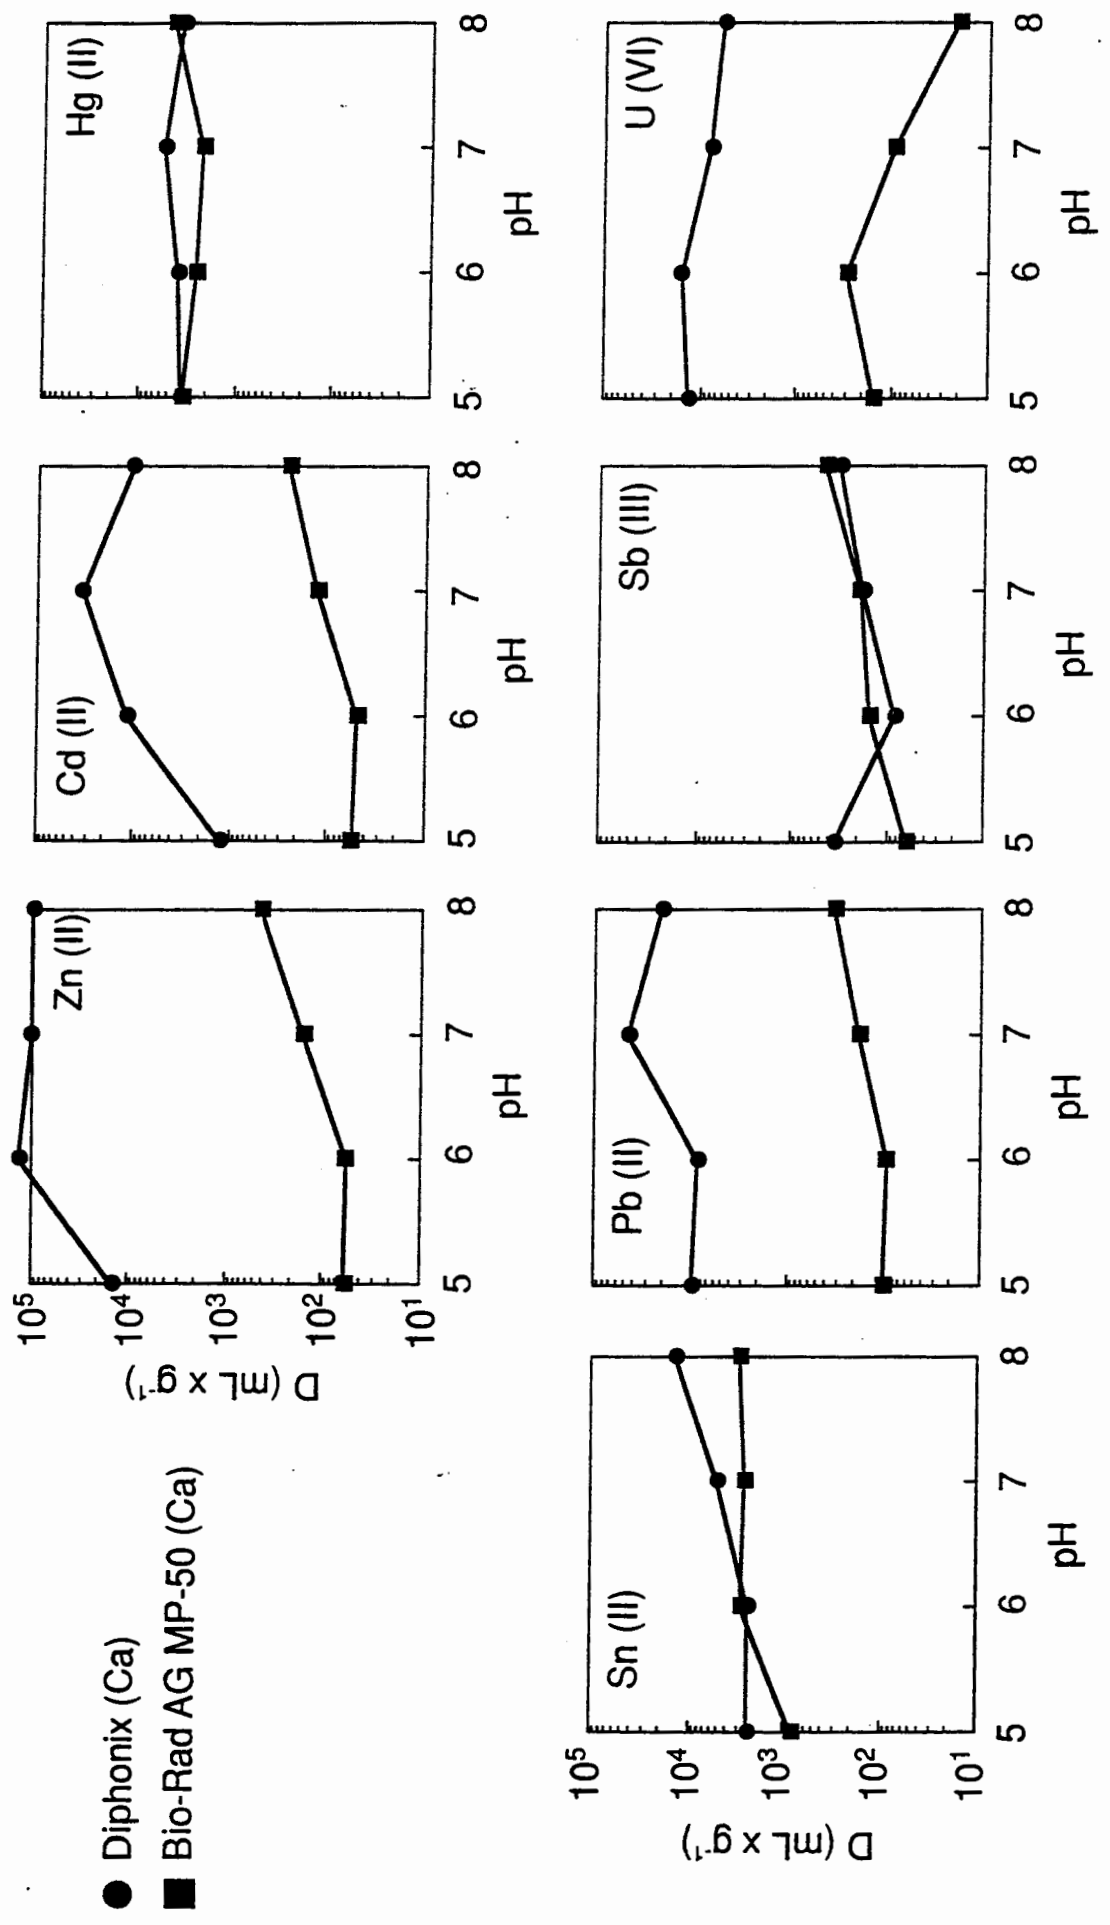 ● Diphonix (Ca)
■ Bio-Rad AG MP-50 (Ca)
D (mL x g⁻¹)
10⁵
10⁴
10³
10²
10¹
Zn (II)
5 6 7 8
pH
Cd (II)
5 6 7 8
pH
Hg (II)
5 6 7 8
pH
D (mL x g⁻¹)
10⁵
10⁴
10³
10²
10¹
Sn (II)
5 6 7 8
pH
Pb (II)
5 6 7 8
pH
Sb (III)
5 6 7 8
pH
U (VI)
5 6 7 8
pH